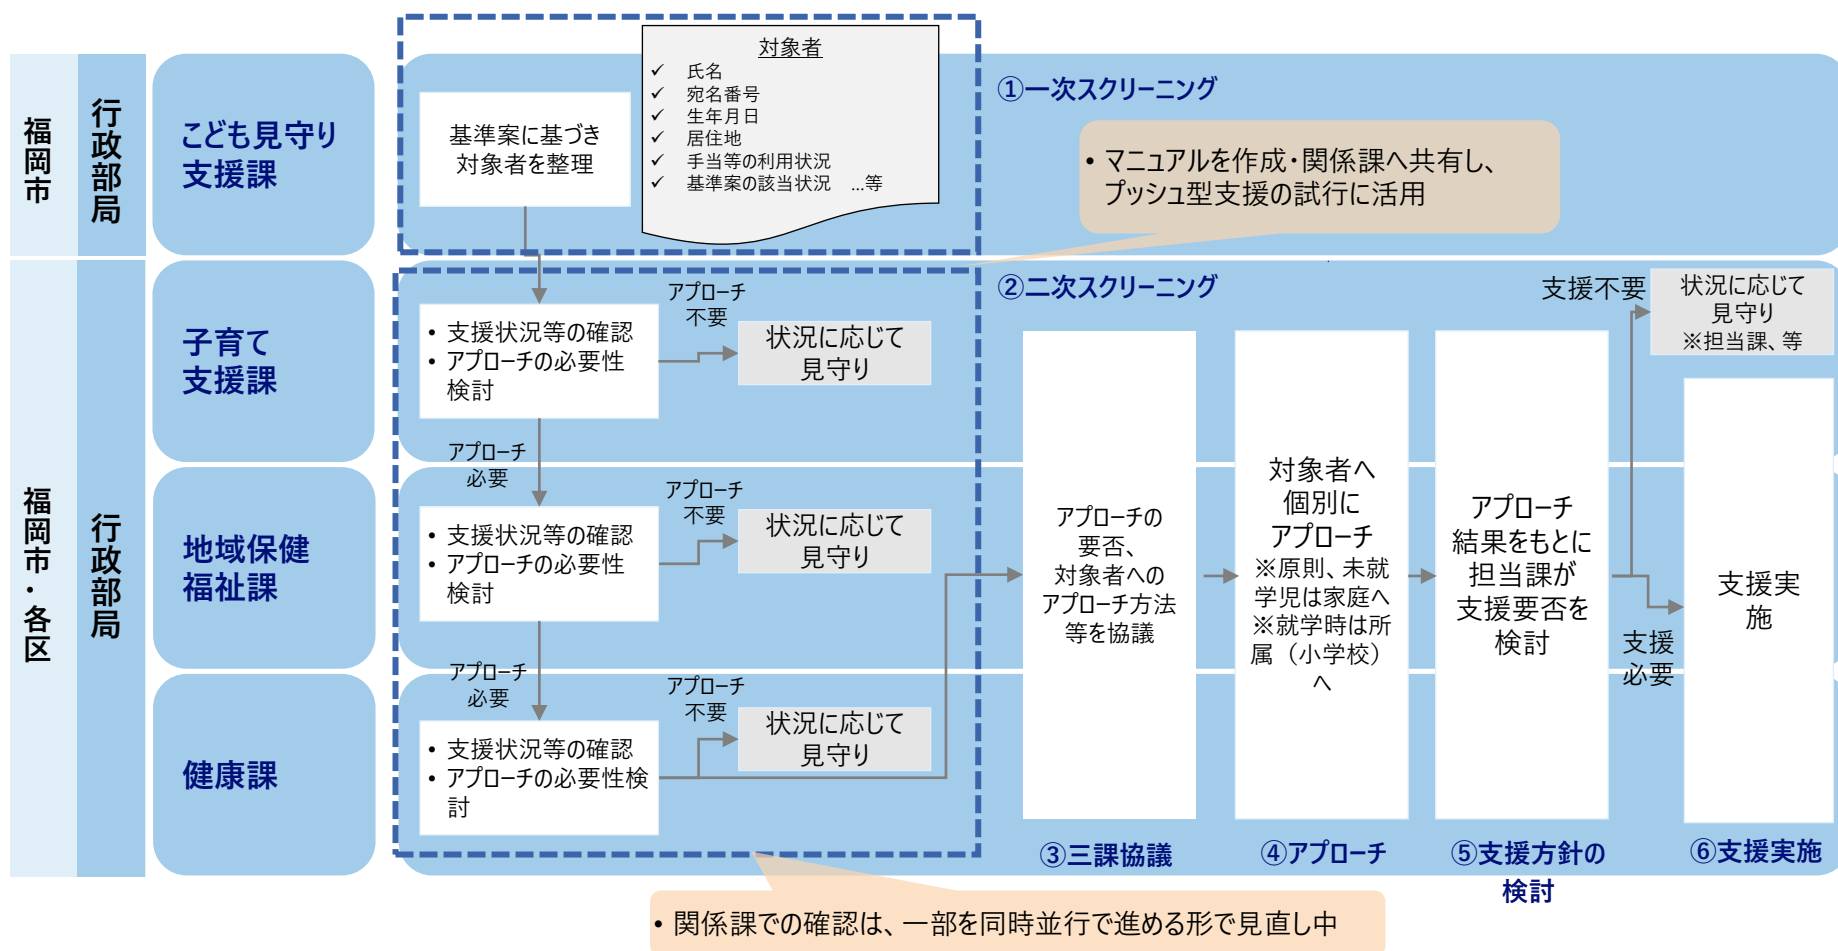 福岡市
行政部局
こども見守り
支援課
基準案に基づき
対象者を整理
対象者
✓ 氏名
✓ 宛名番号
✓ 生年月日
✓ 居住地
✓ 手当等の利用状況
✓ 基準案の該当状況 …等
①一次スクリーニング
• マニュアルを作成・関係課へ共有し、
プッシュ型支援の試行に活用
福岡市・各区
行政部局
子育て
支援課
• 支援状況等の確認
• アプローチの必要性
検討
アプローチ
不要
状況に応じて
見守り
アプローチ
必要
②二次スクリーニング
地域保健
福祉課
• 支援状況等の確認
• アプローチの必要性
検討
アプローチ
不要
状況に応じて
見守り
アプローチ
必要
健康課
• 支援状況等の確認
• アプローチの必要性検
討
アプローチ
不要
状況に応じて
見守り
アプローチの
要否、
対象者への
アプローチ方法
等を協議
③三課協議
対象者へ
個別に
アプローチ
※原則、未就
学児は家庭へ
※就学時は所
属（小学校）
へ
④アプローチ
アプローチ
結果をもとに
担当課が
支援要否を
検討
⑤支援方針の
検討
支援不要
状況に応じて
見守り
※担当課、等
支援
必要
支援実
施
⑥支援実施
• 関係課での確認は、一部を同時並行で進める形で見直し中